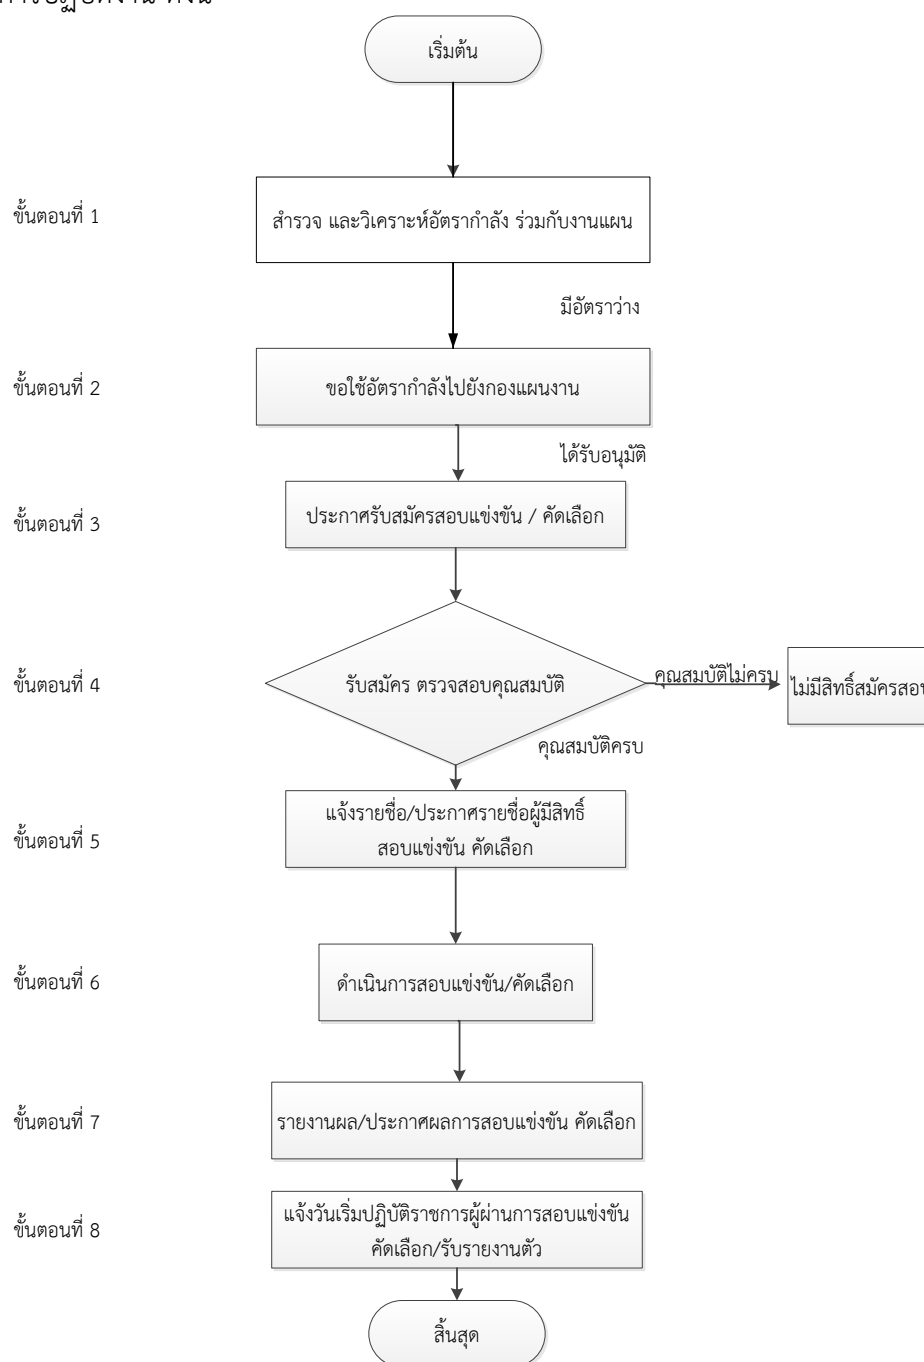 เริ่มต้น
ขั้นตอนที่ 1
สำรวจ และวิเคราะห์อัตรากำลัง ร่วมกับงานแผน
มีอัตราว่าง
ขั้นตอนที่ 2
ขอใช้อัตรากำลังไปยังกองแผนงาน
ได้รับอนุมัติ
ขั้นตอนที่ 3
ประกาศรับสมัครสอบแข่งขัน / คัดเลือก
ขั้นตอนที่ 4
รับสมัคร ตรวจสอบคุณสมบัติ
คุณสมบัติไม่ครบ
ไม่มีสิทธิ์สมัครสอบ
คุณสมบัติครบ
ขั้นตอนที่ 5
แจ้งรายชื่อ/ประกาศรายชื่อผู้มีสิทธิ์
สอบแข่งขัน คัดเลือก
ขั้นตอนที่ 6
ดำเนินการสอบแข่งขัน/คัดเลือก
ขั้นตอนที่ 7
รายงานผล/ประกาศผลการสอบแข่งขัน คัดเลือก
ขั้นตอนที่ 8
แจ้งวันเริ่มปฏิบัติราชการผู้ผ่านการสอบแข่งขัน
คัดเลือก/รับรายงานตัว
สิ้นสุด